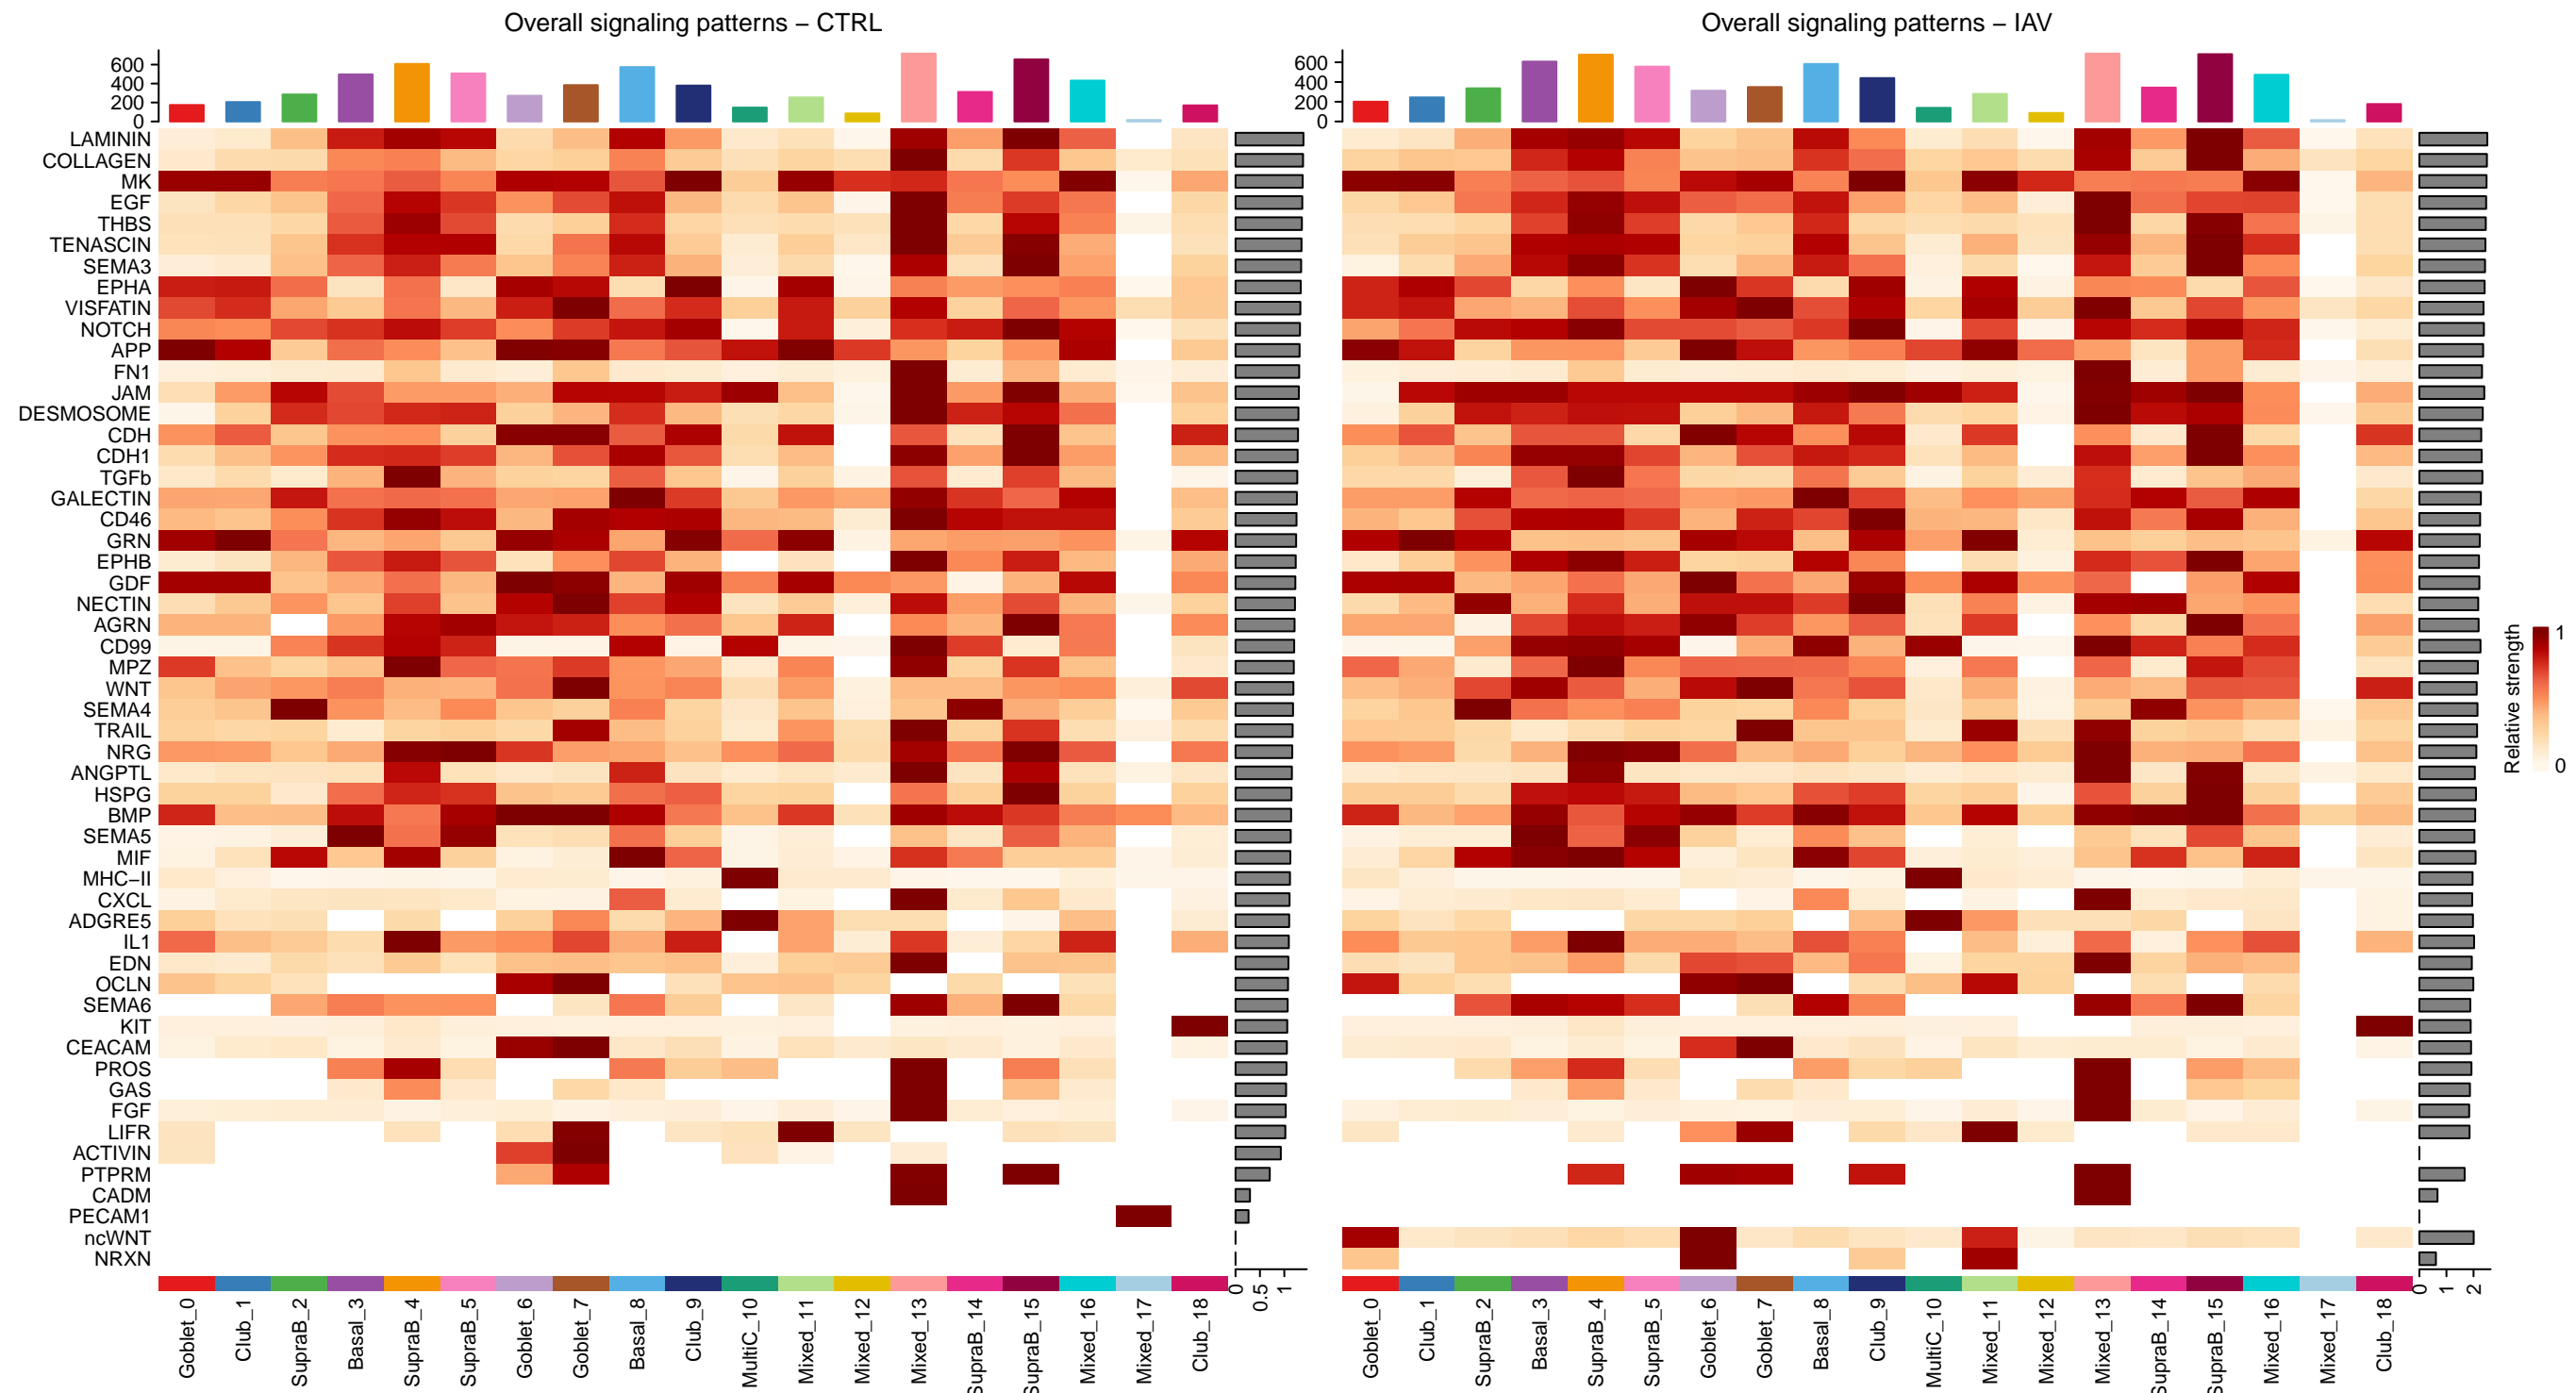 Overall signaling patterns – CTRL
600
400
200
0
LAMININ
COLLAGEN
MK
EGF
THBS
TENASCIN
SEMA3
EPHA
VISFATIN
NOTCH
APP
FN1
JAM
DESMOSOME
CDH
CDH1
TGFb
GALECTIN
CD46
GRN
EPHB
GDF
NECTIN
AGRN
CD99
MPZ
WNT
SEMA4
TRAIL
NRG
ANGPTL
HSPG
BMP
SEMA5
MIF
MHC−II
CXCL
ADGRE5
IL1
EDN
OCLN
SEMA6
KIT
CEACAM
PROS
GAS
FGF
LIFR
ACTIVIN
PTPRM
CADM
PECAM1
ncWNT
NRXN
0
0.5
1
Goblet_0
Club_1
SupraB_2
Basal_3
SupraB_4
SupraB_5
Goblet_6
Goblet_7
Basal_8
Club_9
MultiC_10
Mixed_11
Mixed_12
Mixed_13
SupraB_14
SupraB_15
Mixed_16
Mixed_17
Club_18
Overall signaling patterns – IAV
600
400
200
0
0
1
2
Goblet_0
Club_1
SupraB_2
Basal_3
SupraB_4
SupraB_5
Goblet_6
Goblet_7
Basal_8
Club_9
MultiC_10
Mixed_11
Mixed_12
Mixed_13
SupraB_14
SupraB_15
Mixed_16
Mixed_17
Club_18
Relative strength
1
0